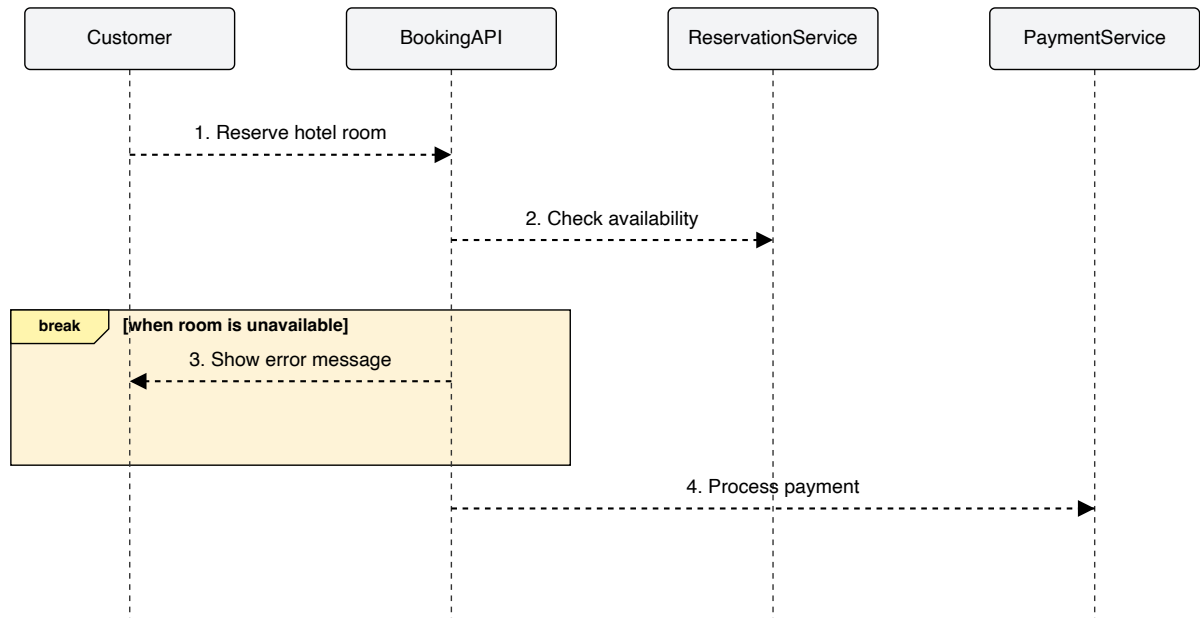 Customer
BookingAPI
ReservationService
PaymentService
1. Reserve hotel room
2. Check availability
break [when room is unavailable]
3. Show error message
4. Process payment